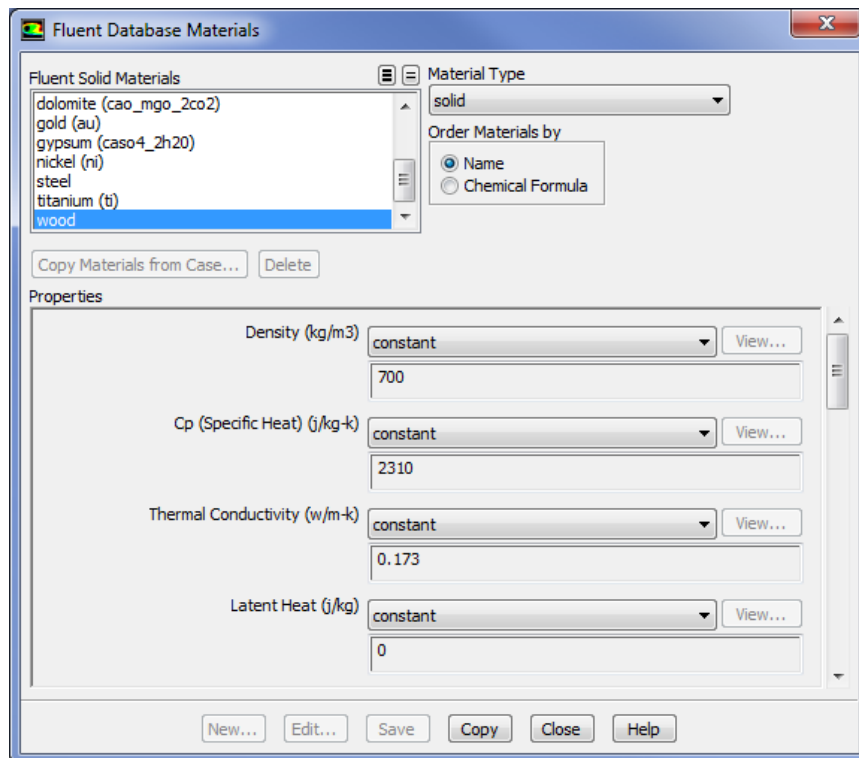 Fluent Database Materials
Fluent Solid Materials
dolomite (cao_mgo_2co2)
gold (au)
gypsum (caso4_2h20)
nickel (ni)
steel
titanium (ti)
wood
Material Type
solid
Order Materials by
Name
Chemical Formula
Copy Materials from Case... Delete
Properties
Density (kg/m3) constant View...
700
Cp (Specific Heat) (j/kg-k) constant View...
2310
Thermal Conductivity (w/m-k) constant View...
0.173
Latent Heat (j/kg) constant View...
0
New... Edit... Save Copy Close Help